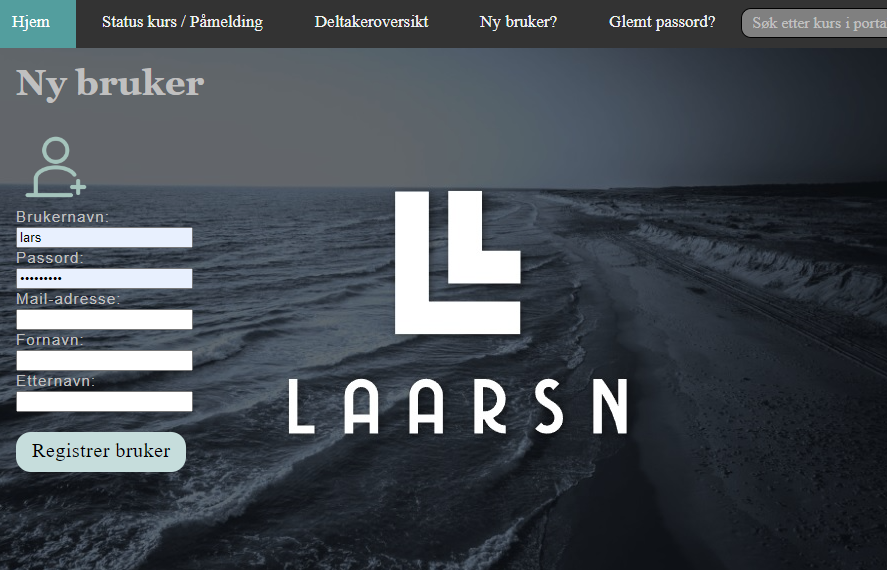 Hjem Status kurs / Påmelding Deltakeroversikt Ny bruker? Glemt passord? Søk etter kurs i porta
Ny bruker
Brukernavn:
lars
Passord:
•••••••••
Mail-adresse:
Fornavn:
Etternavn:
Registrer bruker
LAARSN